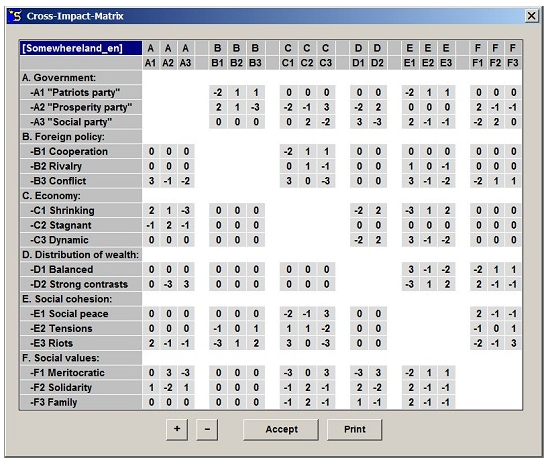 Cross-Impact-Matrix
[Somewhereland_en] A A A B B B C C C D D E E E F F F
A1 A2 A3 B1 B2 B3 C1 C2 C3 D1 D2 E1 E2 E3 F1 F2 F3
A. Government:
-A1 "Patriots party" -2 1 1 0 0 0 0 0 -2 1 1 0 0 0
-A2 "Prosperity party" 2 1 -3 -2 -1 3 -2 2 0 0 0 2 -1 -1
-A3 "Social party" 0 0 0 0 2 -2 3 -3 2 -1 -1 -2 2 0
B. Foreign policy:
-B1 Cooperation 0 0 0 -2 1 1 0 0 0 0 0 0 0 0
-B2 Rivalry 0 0 0 0 1 -1 0 0 1 0 -1 0 0 0
-B3 Conflict 3 -1 -2 3 0 -3 0 0 3 -1 -2 -2 1 1
C. Economy:
-C1 Shrinking 2 1 -3 0 0 0 -2 2 -3 1 2 0 0 0
-C2 Stagnant -1 2 -1 0 0 0 0 0 0 0 0 0 0 0
-C3 Dynamic 0 0 0 0 0 0 -2 2 3 -1 -2 0 0 0
D. Distribution of wealth:
-D1 Balanced 0 0 0 0 0 0 0 0 0 3 -1 -2 -2 1 1
-D2 Strong contrasts 0 -3 3 0 0 0 0 0 0 -3 1 2 2 -1 -1
E. Social cohesion:
-E1 Social peace 0 0 0 0 0 0 -2 -1 3 0 0 2 -1 -1
-E2 Tensions 0 0 0 -1 0 1 1 1 -2 0 0 -1 0 1
-E3 Riots 2 -1 -1 -3 1 2 3 0 -3 0 0 -2 -1 3
F. Social values:
-F1 Meritocratic 0 3 -3 0 0 0 -3 0 3 -3 3 -2 1 1
-F2 Solidarity 1 -2 1 0 0 0 -1 2 -1 2 -2 2 -1 -1
-F3 Family 0 0 0 0 0 0 -1 2 -1 1 -1 2 -1 -1
+ − Accept Print